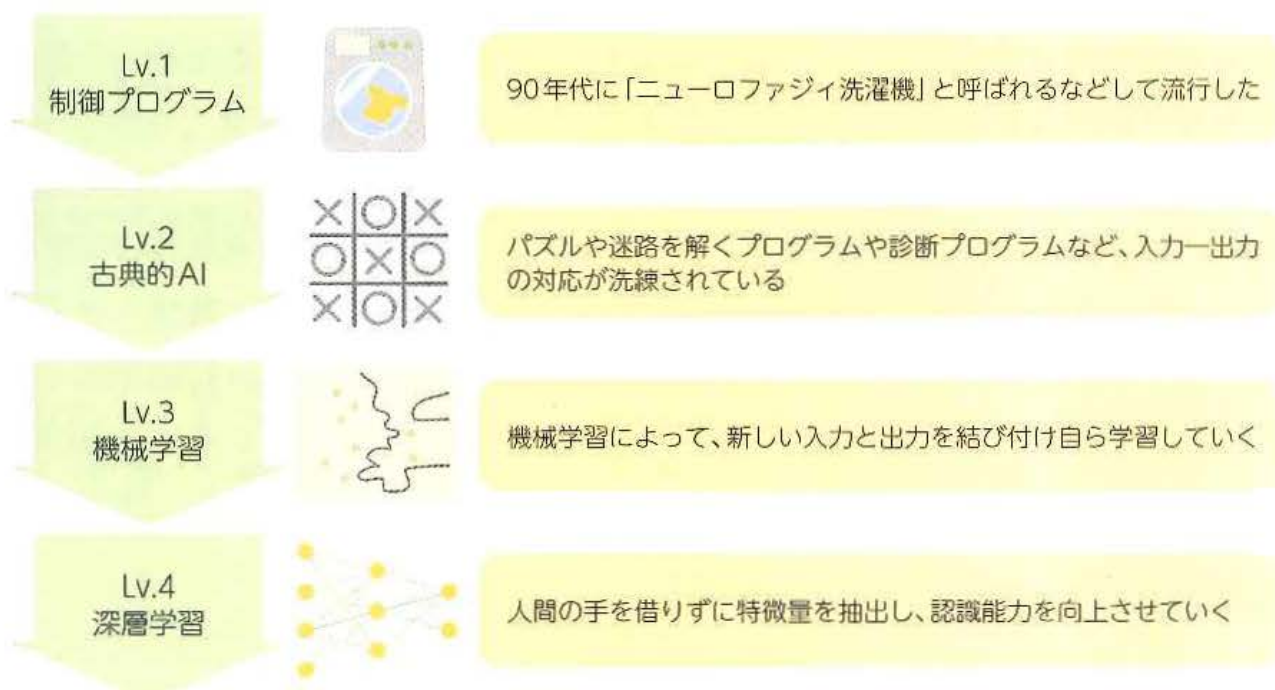 Lv.1
制御プログラム
90年代に「ニューロファジィ洗濯機」と呼ばれるなどして流行した
Lv.2
古典的AI
パズルや迷路を解くプログラムや診断プログラムなど、入力―出力
の対応が洗練されている
Lv.3
機械学習
機械学習によって、新しい入力と出力を結び付け自ら学習していく
Lv.4
深層学習
人間の手を借りずに特微量を抽出し、認識能力を向上させていく